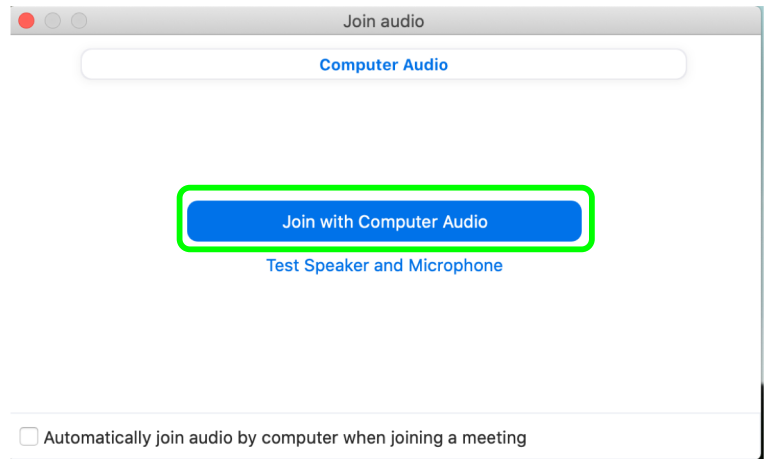 Join audio
Computer Audio
Join with Computer Audio
Test Speaker and Microphone
Automatically join audio by computer when joining a meeting